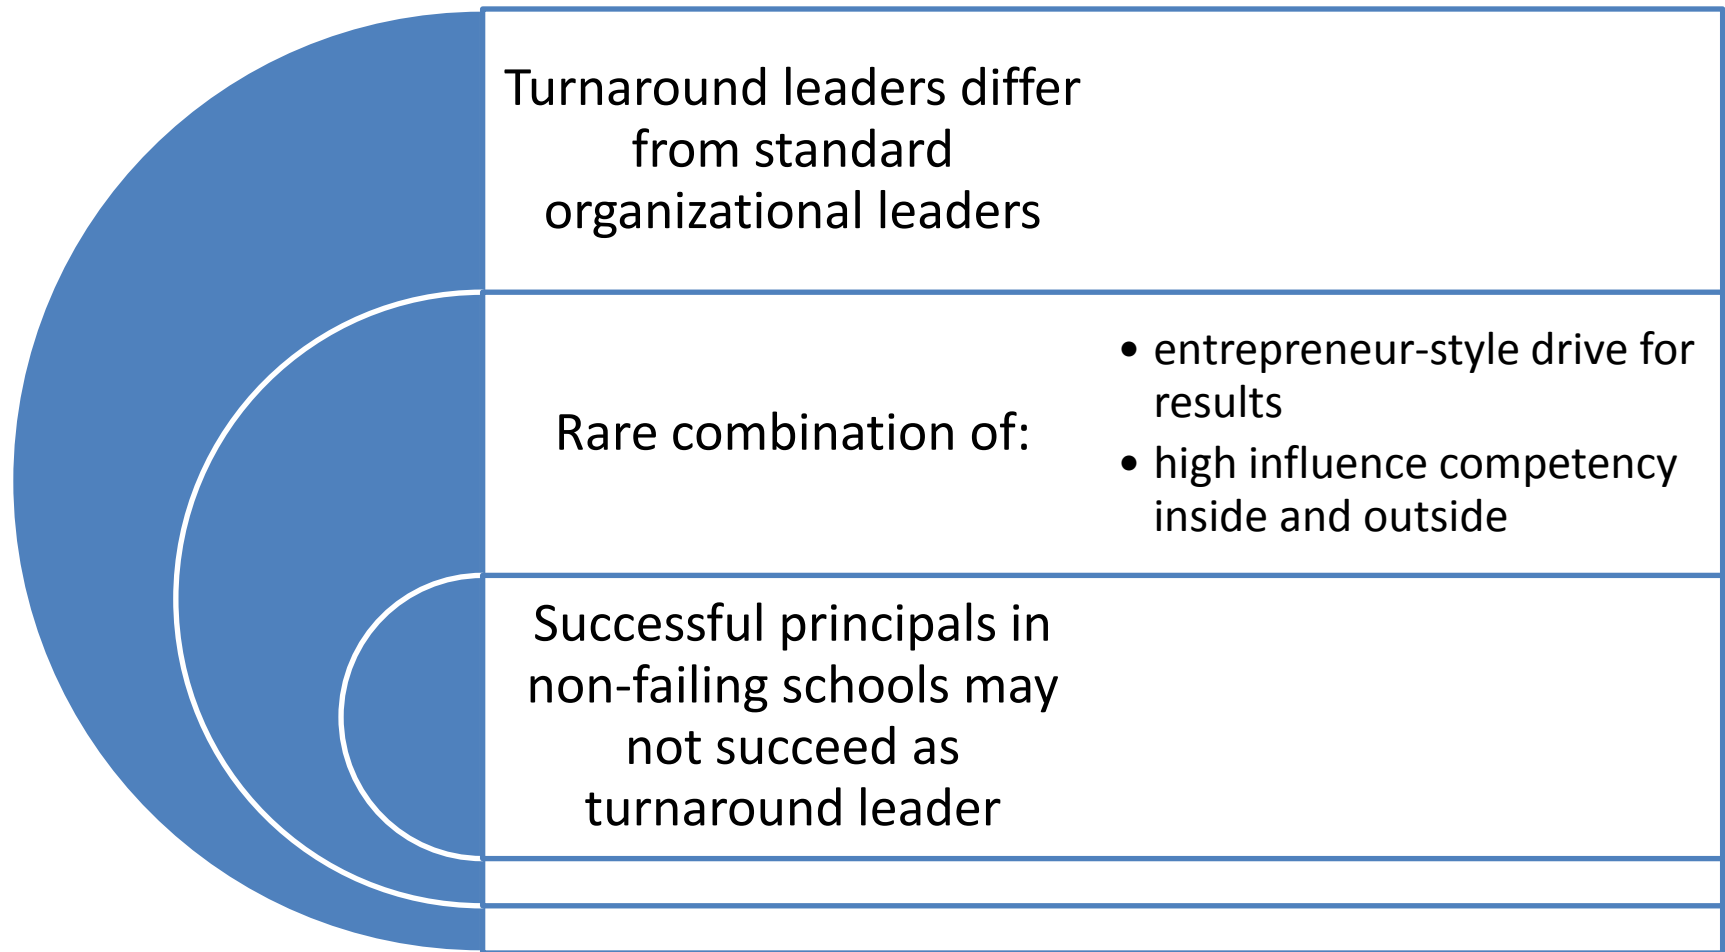 Turnaround leaders differ
from standard
organizational leaders
Rare combination of:
• entrepreneur-style drive for
results
• high influence competency
inside and outside
Successful principals in
non-failing schools may
not succeed as
turnaround leader